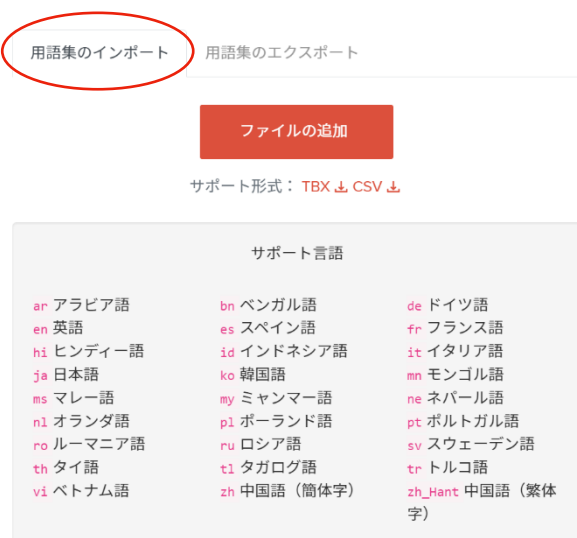 用語集のインポート 用語集のエクスポート
ファイルの追加
サポート形式： TBX CSV
サポート言語
ar アラビア語 bn ベンガル語 de ドイツ語
en 英語 es スペイン語 fr フランス語
hi ヒンディー語 id インドネシア語 it イタリア語
ja 日本語 ko 韓国語 mn モンゴル語
ms マレー語 my ミャンマー語 ne ネパール語
nl オランダ語 pl ポーランド語 pt ポルトガル語
ro ルーマニア語 ru ロシア語 sv スウェーデン語
th タイ語 tl タガログ語 tr トルコ語
vi ベトナム語 zh 中国語（簡体字） zh_Hant 中国語（繁体
字）